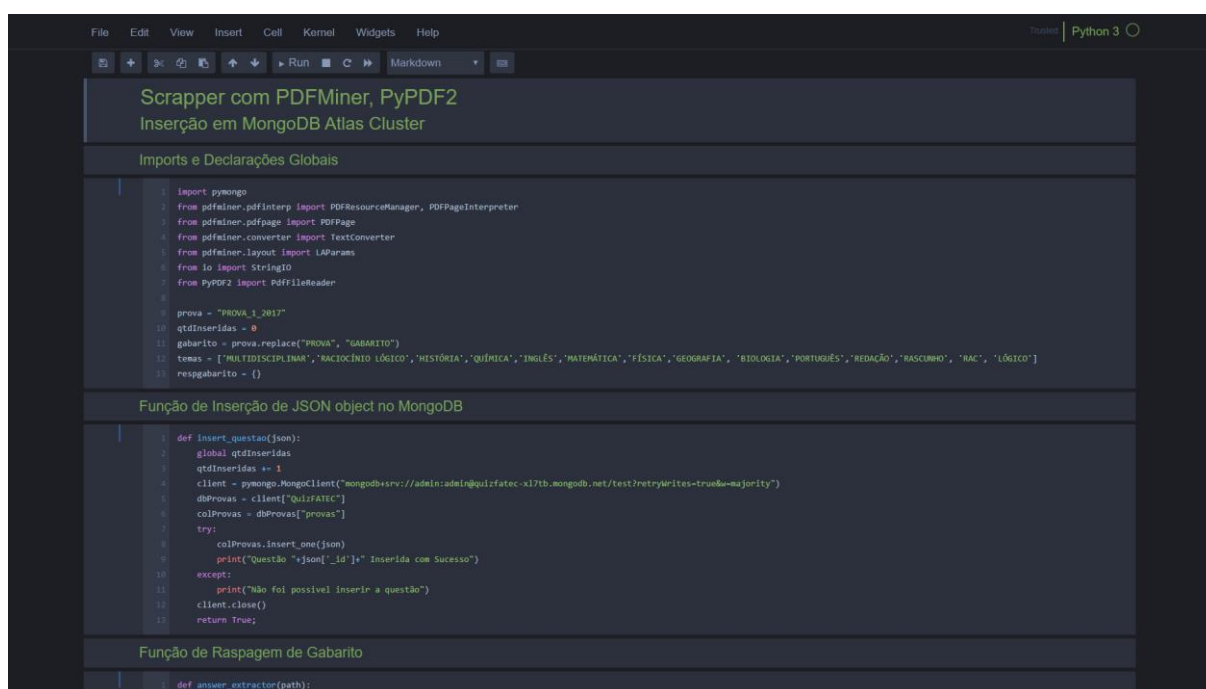 File Edit View Insert Cell Kernel Widgets Help Trusted Python 3
Run Markdown
Scrapper com PDFMiner, PyPDF2
Inserção em MongoDB Atlas Cluster
Imports e Declarações Globais
1 import pymongo
2 from pdfminer.pdfinterp import PDFResourceManager, PDFPageInterpreter
3 from pdfminer.pdfpage import PDFPage
4 from pdfminer.converter import TextConverter
5 from pdfminer.layout import LAParams
6 from io import StringIO
7 from PyPDF2 import PdfFileReader
8
9 prova = "PROVA_1_2017"
10 qtdInseridas = 0
11 gabarito = prova.replace("PROVA", "GABARITO")
12 temas = ['MULTIDISCIPLINAR','RACIOCÍNIO LÓGICO','HISTÓRIA','QUÍMICA','INGLÊS','MATEMÁTICA','FÍSICA','GEOGRAFIA', 'BIOLOGIA','PORTUGUÊS','REDAÇÃO','RASCUNHO', 'RAC', 'LÓGICO']
13 respgabarito = {}
Função de Inserção de JSON object no MongoDB
1 def insert_questao(json):
2 global qtdInseridas
3 qtdInseridas += 1
4 client = pymongo.MongoClient("mongodb+srv://admin:admin@quizfatec-xl7tb.mongodb.net/test?retryWrites=true&w=majority")
5 dbProvas = client["QuizFATEC"]
6 colProvas = dbProvas["provas"]
7 try:
8 colProvas.insert_one(json)
9 print("Questão "+json['_id']+" Inserida com Sucesso")
10 except:
11 print("Não foi possivel inserir a questão")
12 client.close()
13 return True;
Função de Raspagem de Gabarito
1 def answer_extractor(path):